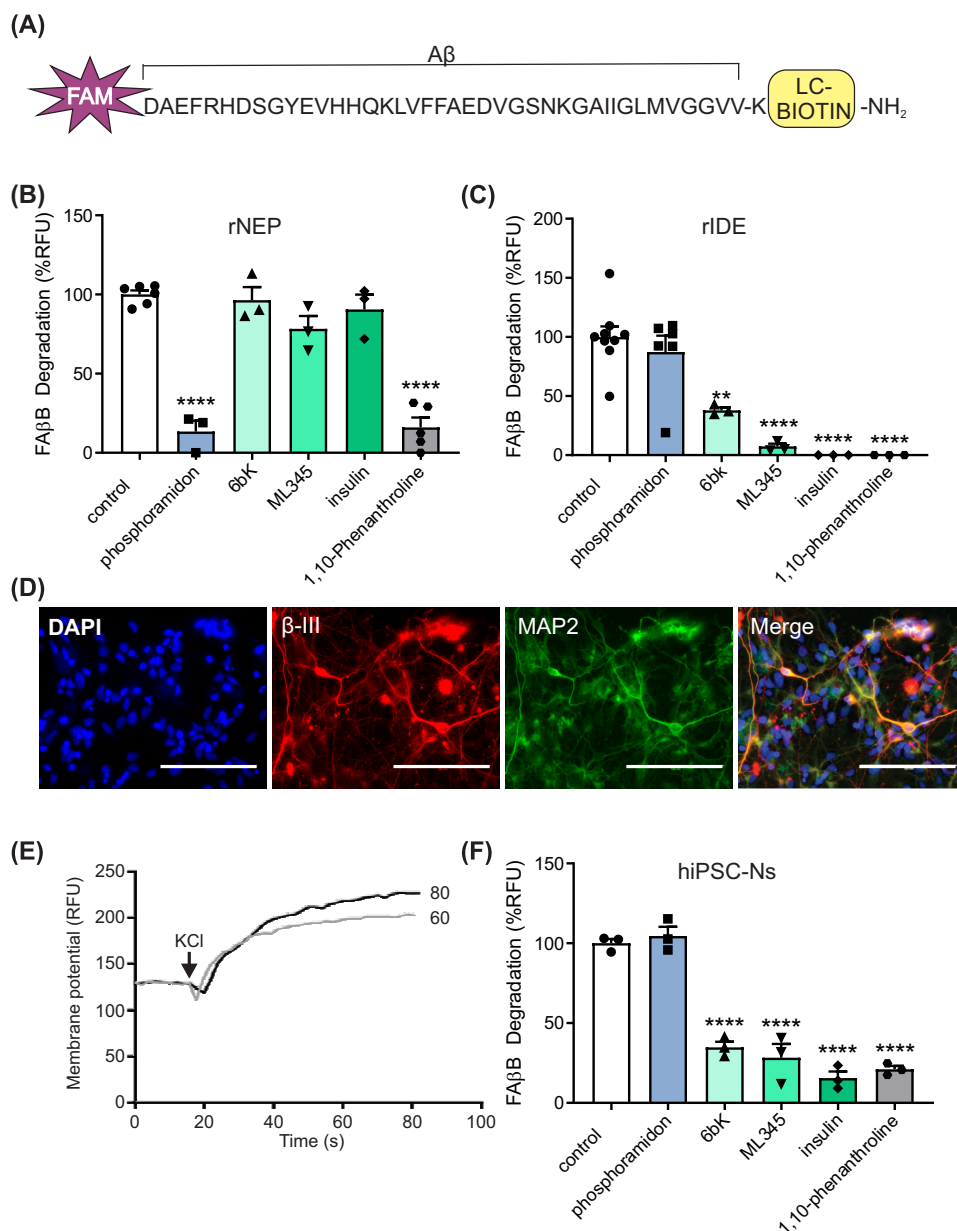 (A)
Aβ
FAM
DAEFRHDSGYEVHHQKLVFFAEDVGSNKGAIIGLMVGGVV-K
LC-
BIOTIN
-NH2
(B)
rNEP
FAβB Degradation (%RFU)
150
100
50
0
****
****
control
phosphoramidon
6bK
ML345
insulin
1,10-Phenanthroline
(C)
rIDE
FAβB Degradation (%RFU)
200
150
100
50
0
**
****
****
****
control
phosphoramidon
6bk
ML345
insulin
1,10-phenanthroline
(D)
DAPI
β-III
MAP2
Merge
(E)
Membrane potential (RFU)
250
200
150
100
50
0
KCl
80
60
0 20 40 60 80 100
Time (s)
(F)
hiPSC-Ns
FAβB Degradation (%RFU)
150
100
50
0
****
****
****
****
control
phosphoramidon
6bK
ML345
insulin
1,10-phenanthroline